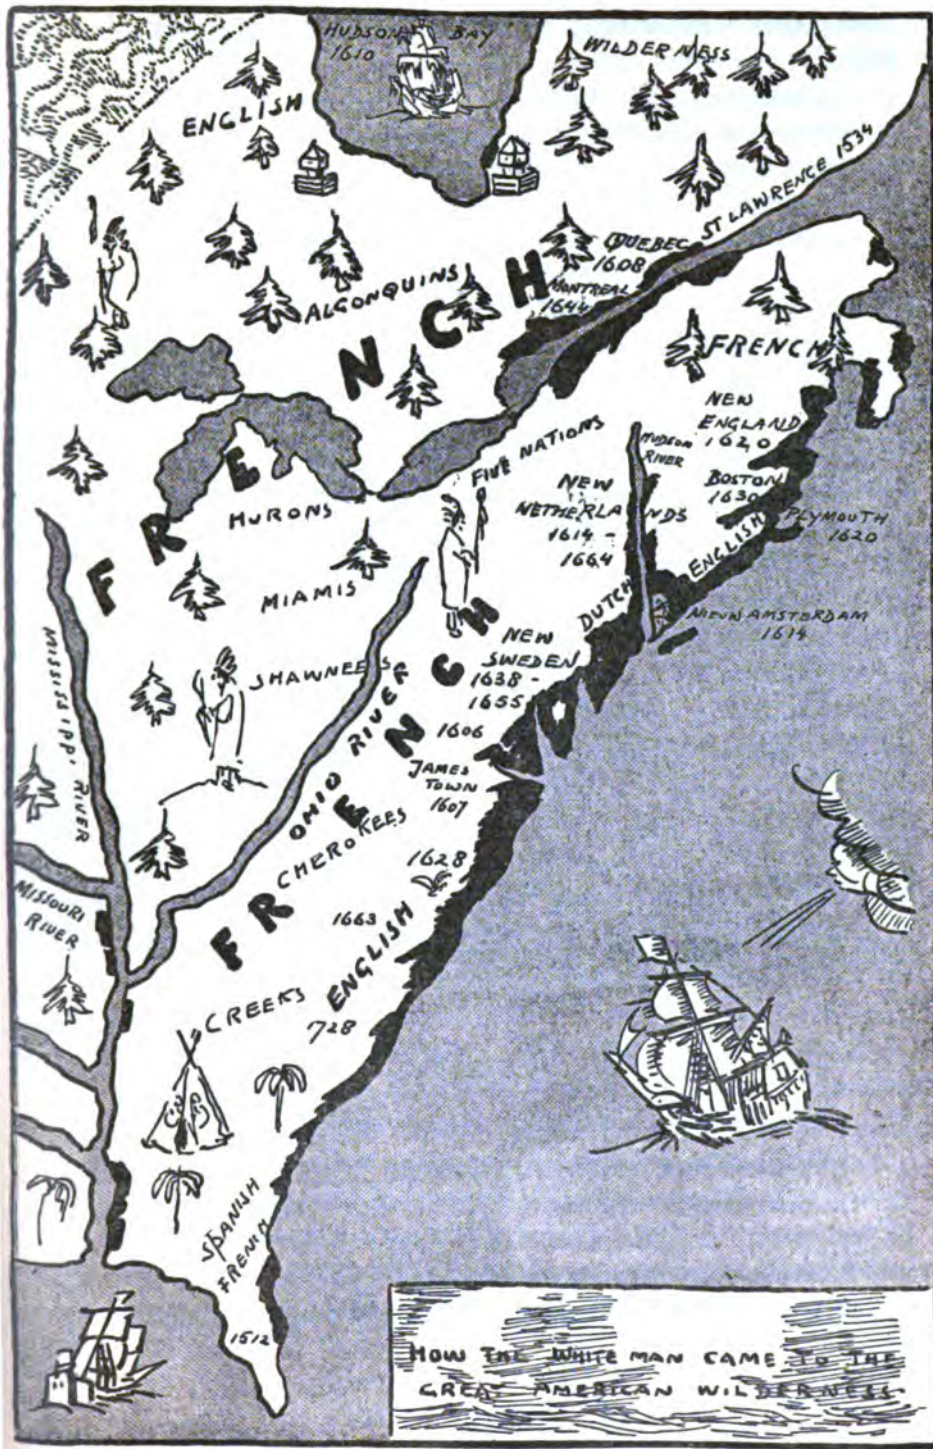 HUDSON BAY
1610
WILDERNESS
ENGLISH
ST LAWRENCE 1534
QUEBEC
1608
MONTREAL
1644
ALGONQUINS
FRENCH
FRENCH
NEW
ENGLAND
1620
HUDSON
RIVER
FIVE NATIONS
BOSTON
1630
NEW
NETHERLANDS
1614 -
1664
PLYMOUTH
1620
ENGLISH
HURONS
MIAMIS
DUTCH
NIEUW AMSTERDAM
1614
NEW
SWEDEN
1638 -
1655
SHAWNEES
MISSISSIPPI RIVER
OHIO RIVER
FRENCH
1606
JAMES
TOWN
1607
CHEROKEES
1628
MISSOURI
RIVER
1663
ENGLISH
CREEKS
728
SPANISH
FRENCH
1512
HOW THE WHITE MAN CAME TO THE
GREAT AMERICAN WILDERNESS.